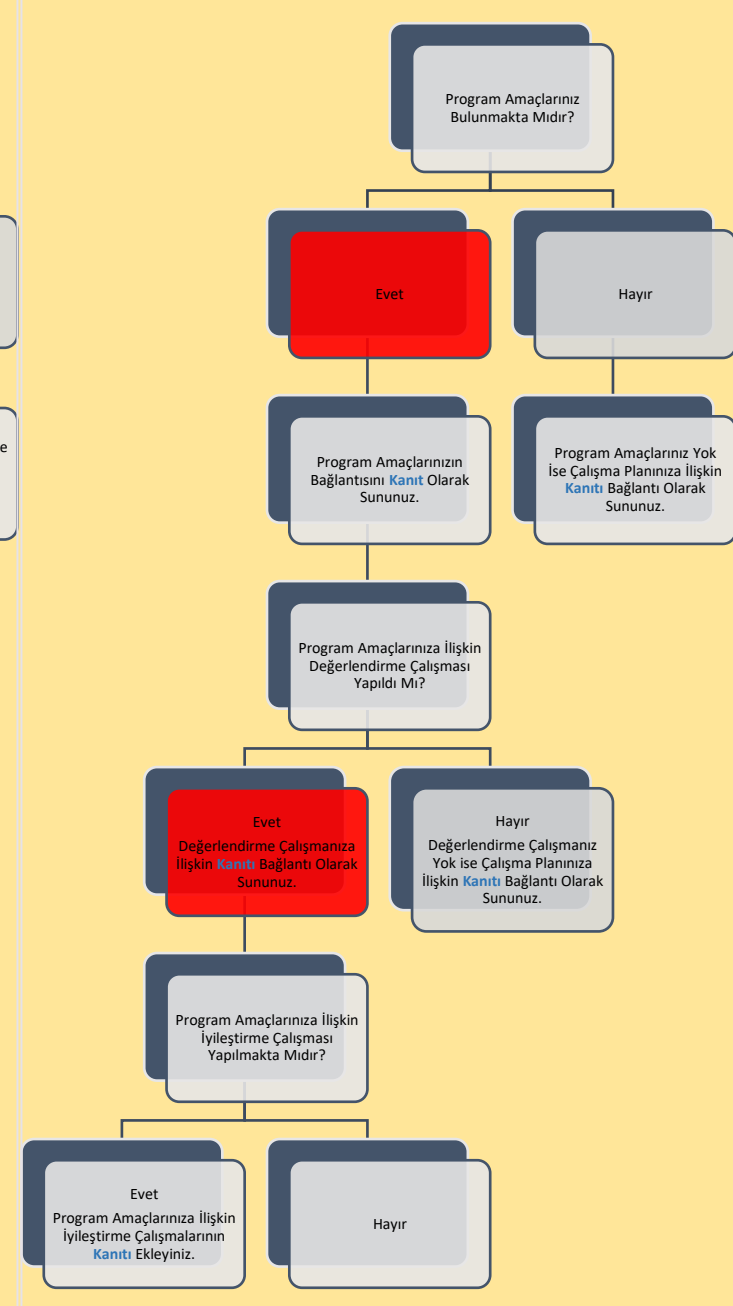 Program Amaçlarınız
Bulunmakta Mıdır?
Evet
Hayır
Program Amaçlarınızın
Bağlantısını Kanıt Olarak
Sununuz.
Program Amaçlarınız Yok
İse Çalışma Planınıza İlişkin
Kanıtı Bağlantı Olarak
Sununuz.
e
Program Amaçlarınıza İlişkin
Değerlendirme Çalışması
Yapıldı Mı?
Evet
Değerlendirme Çalışmanıza
İlişkin Kanıtı Bağlantı Olarak
Sununuz.
Hayır
Değerlendirme Çalışmanız
Yok ise Çalışma Planınıza
İlişkin Kanıtı Bağlantı Olarak
Sununuz.
Program Amaçlarınıza İlişkin
İyileştirme Çalışması
Yapılmakta Mıdır?
Evet
Program Amaçlarınıza İlişkin
İyileştirme Çalışmalarının
Kanıtı Ekleyiniz.
Hayır